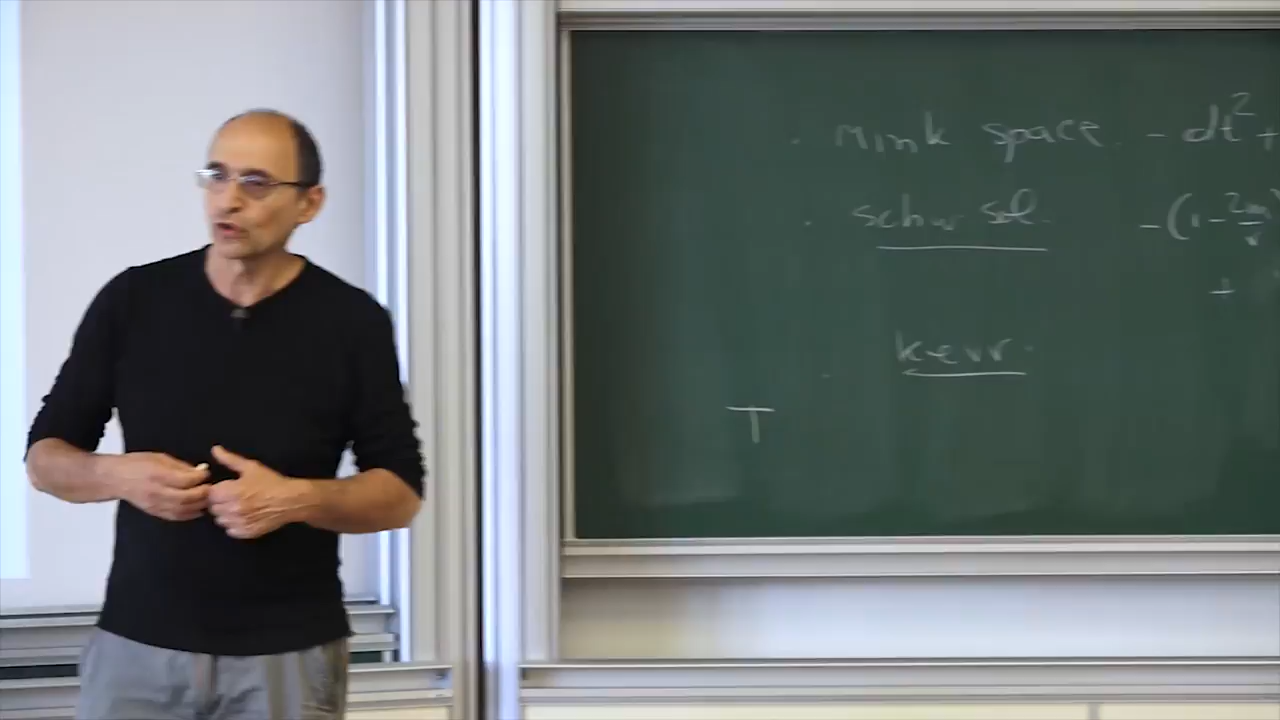 . Mink space. - dt² +
. schw sol. - (1 - 2m/r)
+
. kerr.
T